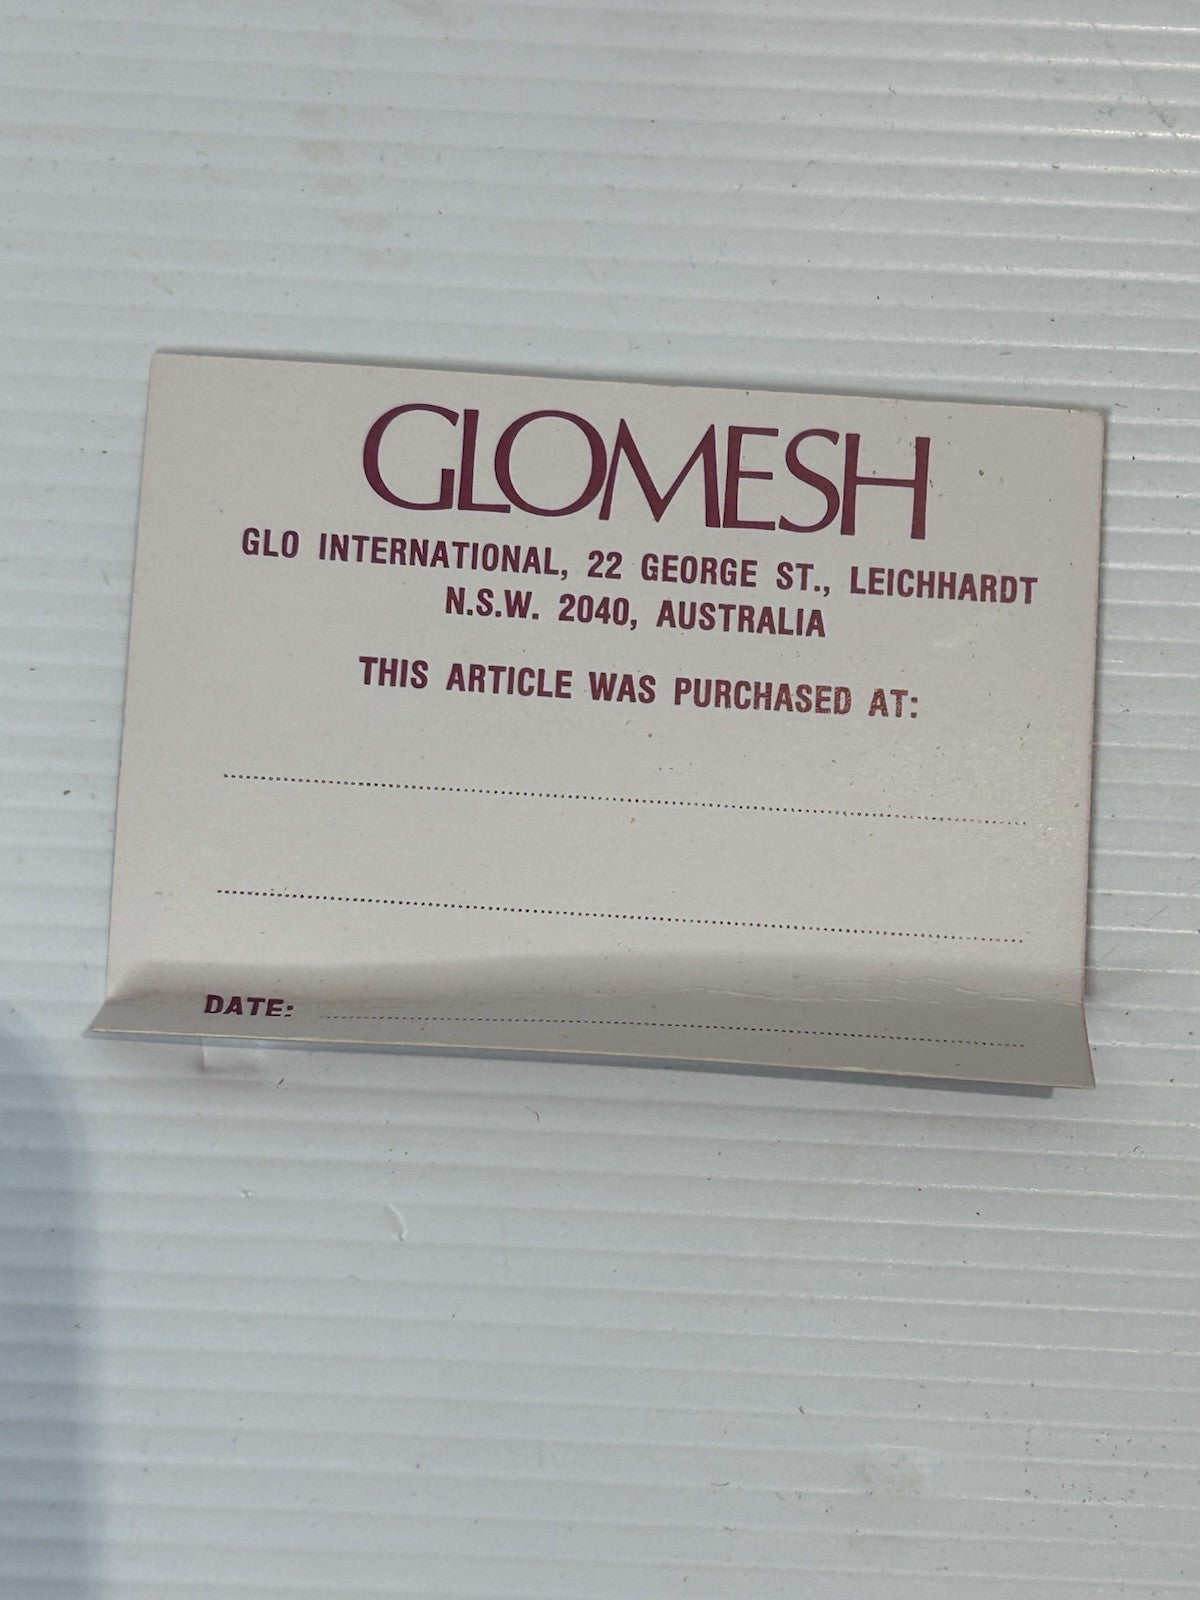 GLOMESH
GLO INTERNATIONAL, 22 GEORGE ST., LEICHHARDT
N.S.W. 2040, AUSTRALIA
THIS ARTICLE WAS PURCHASED AT:
DATE: